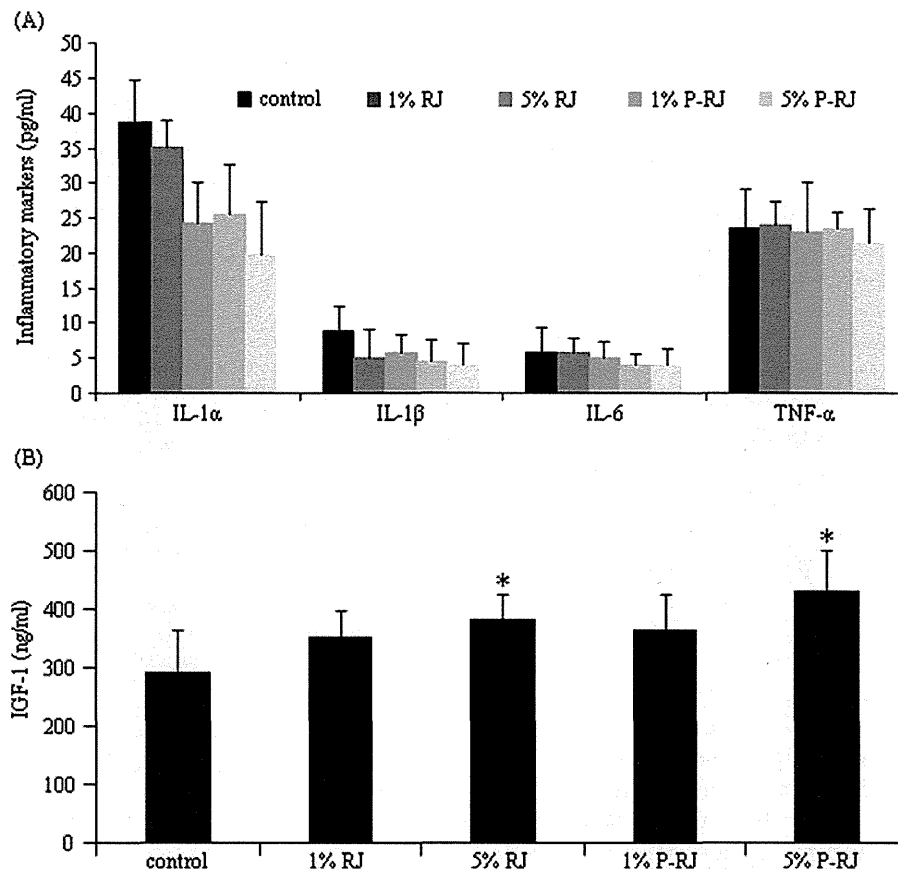 (A)
50
45
40
35
30
25
20
15
10
5
0
Inflammatory markers (pg/ml)
control 1% RJ 5% RJ 1% P-RJ 5% P-RJ
IL-1α IL-1β IL-6 TNF-α
(B)
600
500
400
300
200
100
0
IGF-1 (ng/ml)
* *
control 1% RJ 5% RJ 1% P-RJ 5% P-RJ